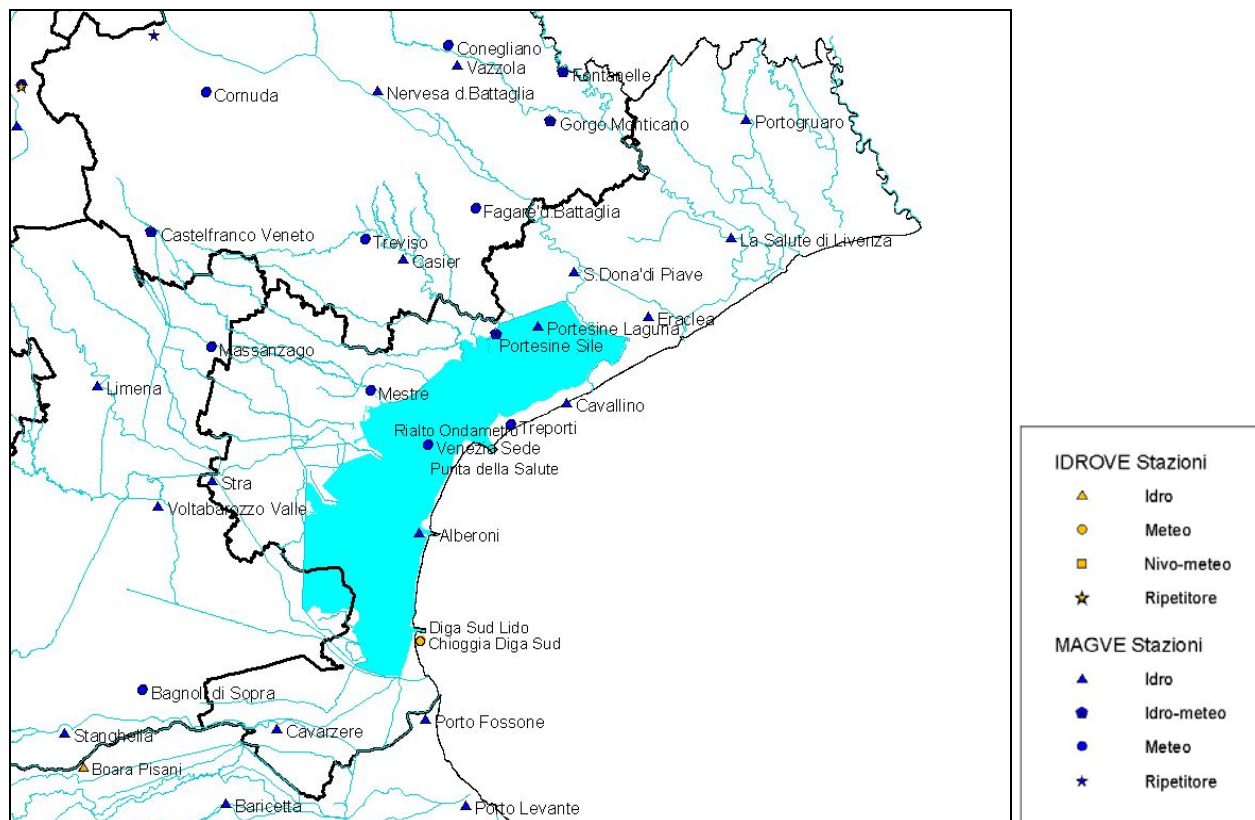 Conegliano
Vazzola
Fontanelle
Cornuda
Nervesa d.Battaglia
Gorgo Monticano
Portogruaro
Fagare'd.Battaglia
Castelfranco Veneto
Treviso
La Salute di Livenza
Casier
S.Dona'di Piave
Eraclea
Portesine Laguna
Portesine Sile
Massanzago
Limena
Mestre
Cavallino
Rialto Ondametro
Treporti
Venezia Sede
Punta della Salute
Stra
Voltabarozzo Valle
Alberoni
Diga Sud Lido
Chioggia Diga Sud
Bagnoli di Sopra
Porto Fossone
Stanghella
Cavarzere
Boara Pisani
Baricetta
Porto Levante
IDROVE Stazioni
Idro
Meteo
Nivo-meteo
Ripetitore
MAGVE Stazioni
Idro
Idro-meteo
Meteo
Ripetitore